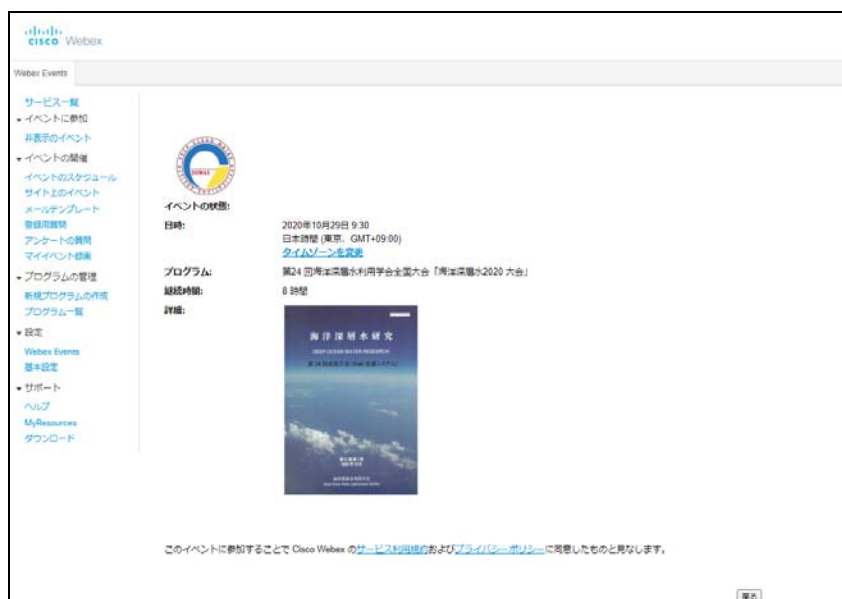 CISCO Webex
Webex Events
サービス一覧
イベントに参加
非表示のイベント
イベントの開催
イベントのスケジュール
サイト上のイベント
メールテンプレート
登録用質問
アンケートの質問
マイイベント録画
プログラムの管理
新規プログラムの作成
プログラム一覧
設定
Webex Events
基本設定
サポート
ヘルプ
MyResources
ダウンロード
イベントの状態:
日時: 2020年10月29日 9:30
日本時間 (東京、GMT+09:00)
タイムゾーンを変更
プログラム: 第24 回海洋深層水利用学会全国大会「海洋深層水2020 大会」
継続時間: 8 時間
詳細:
海洋深層水研究
DEEP OCEAN WATER RESEARCH
このイベントに参加することで Cisco Webex のサービス利用規約およびプライバシーポリシーに同意したものと見なします。
戻る